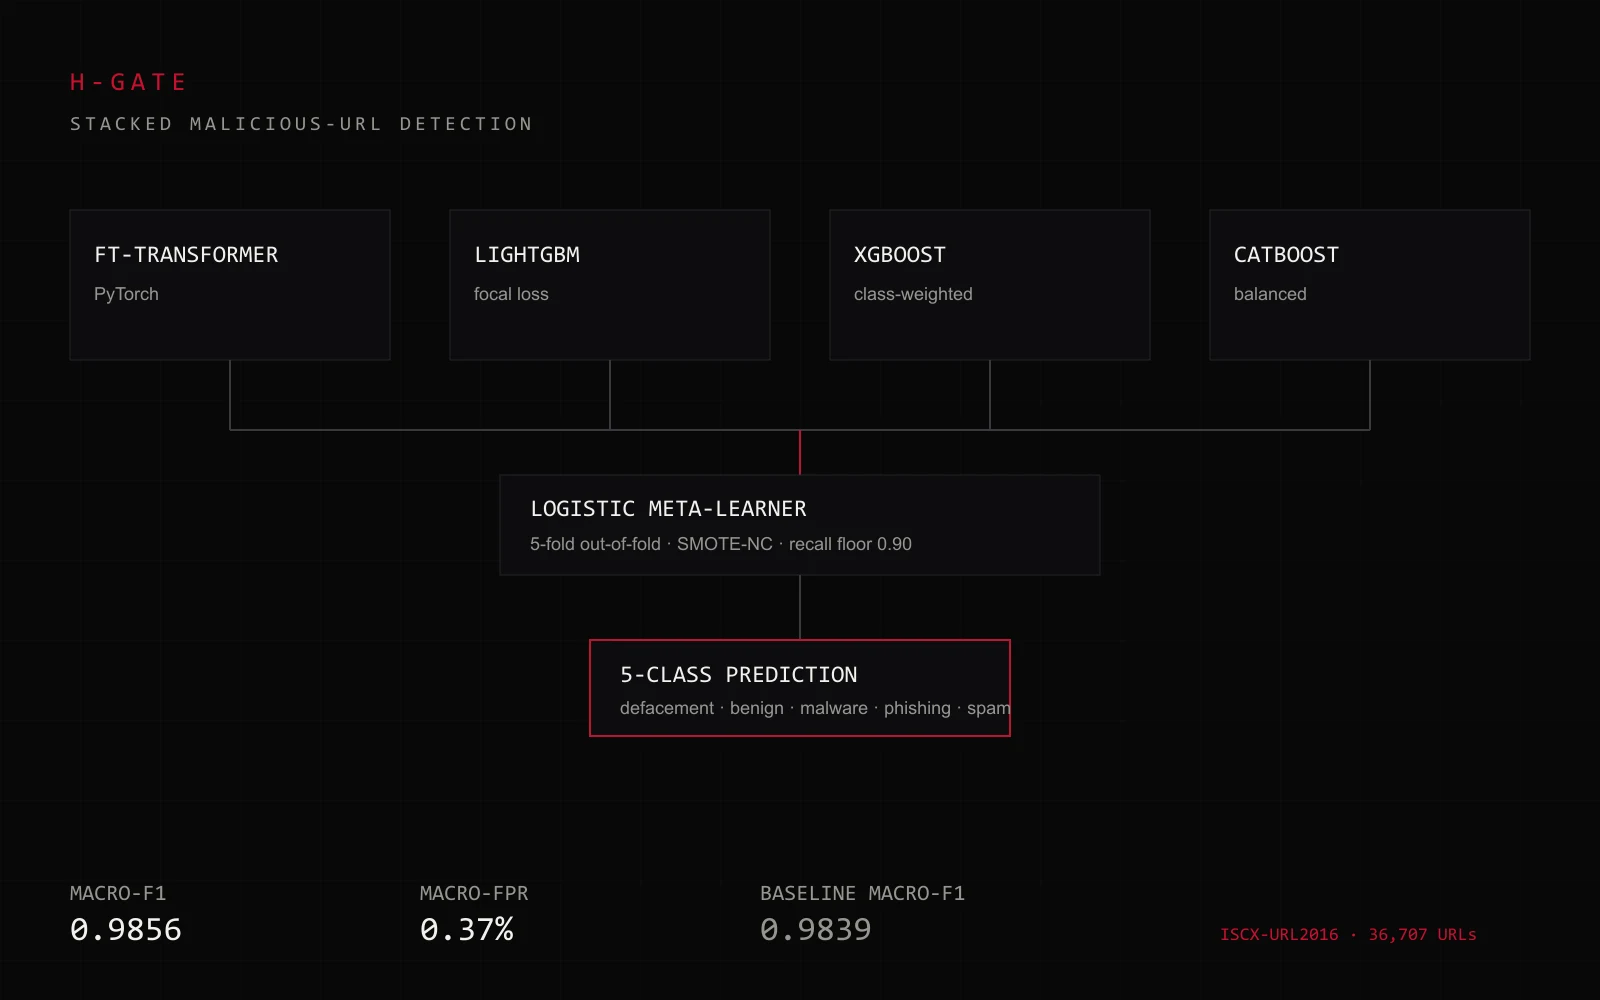 H-GATE
STACKED MALICIOUS-URL DETECTION
FT-TRANSFORMER
PyTorch
LIGHTGBM
focal loss
XGBOOST
class-weighted
CATBOOST
balanced
LOGISTIC META-LEARNER
5-fold out-of-fold · SMOTE-NC · recall floor 0.90
5-CLASS PREDICTION
defacement · benign · malware · phishing · spam
MACRO-F1
0.9856
MACRO-FPR
0.37%
BASELINE MACRO-F1
0.9839
ISCX-URL2016 · 36,707 URLs